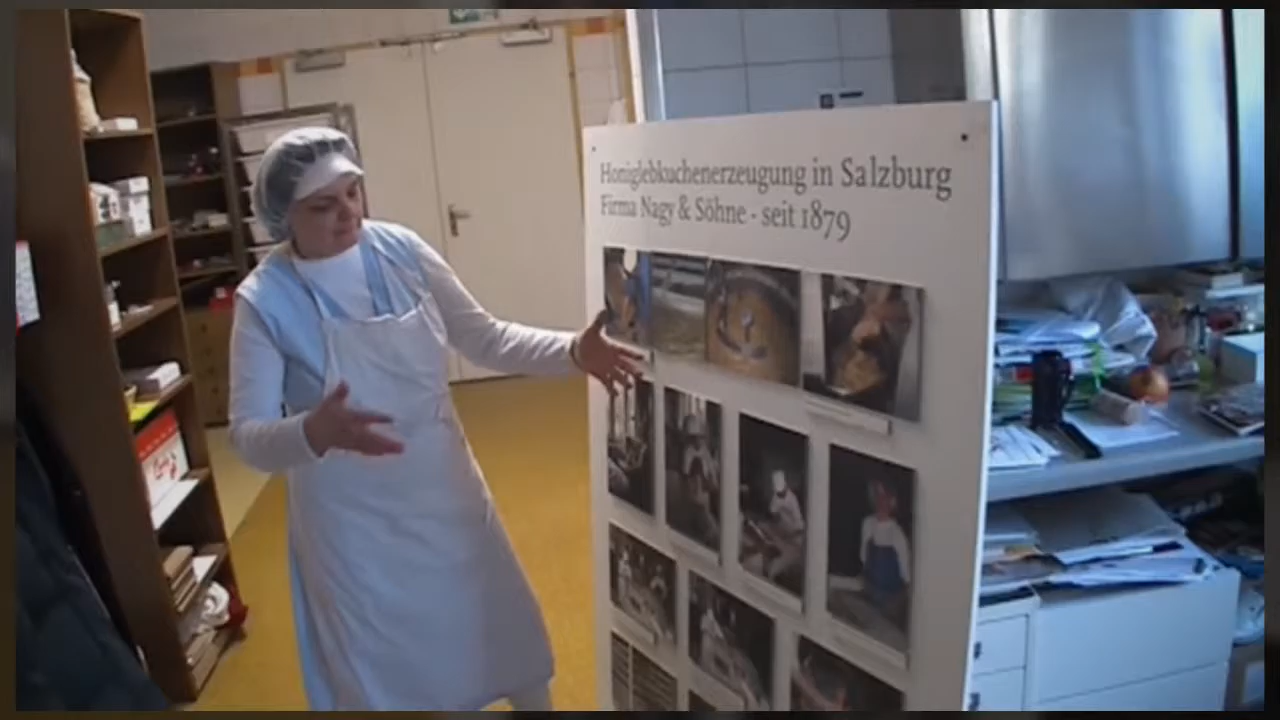 Honiglebkuchenerzeugung in Salzburg
Firma Nagy & Söhne - seit 1879